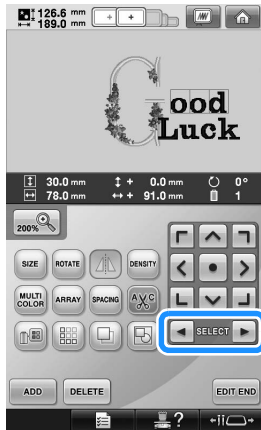 126.6 mm
189.0 mm
ood
Luck
30.0 mm + 0.0 mm 0°
78.0 mm + 91.0 mm 1
200%
SIZE ROTATE DENSITY
MULTI COLOR ARRAY SPACING A C
SELECT
ADD DELETE EDIT END
?